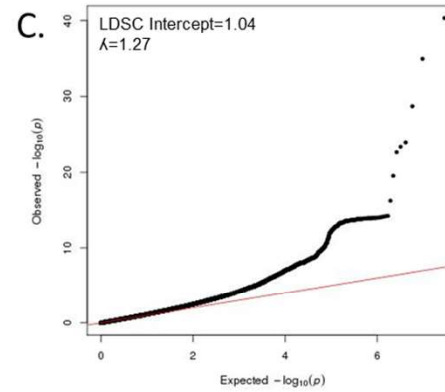 C.
LDSC Intercept=1.04
ʎ=1.27
40
30
20
10
0
Observed −log₁₀(p)
0 2 4 6
Expected −log₁₀(p)